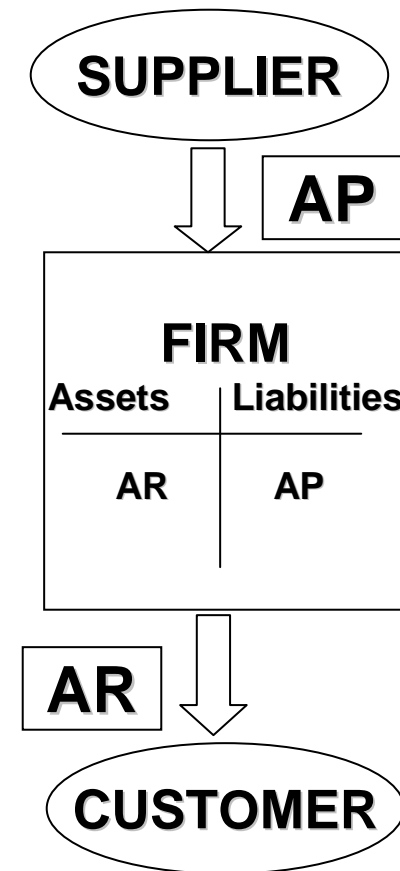 SUPPLIER
AP
FIRM
Assets Liabilities
AR AP
AR
CUSTOMER